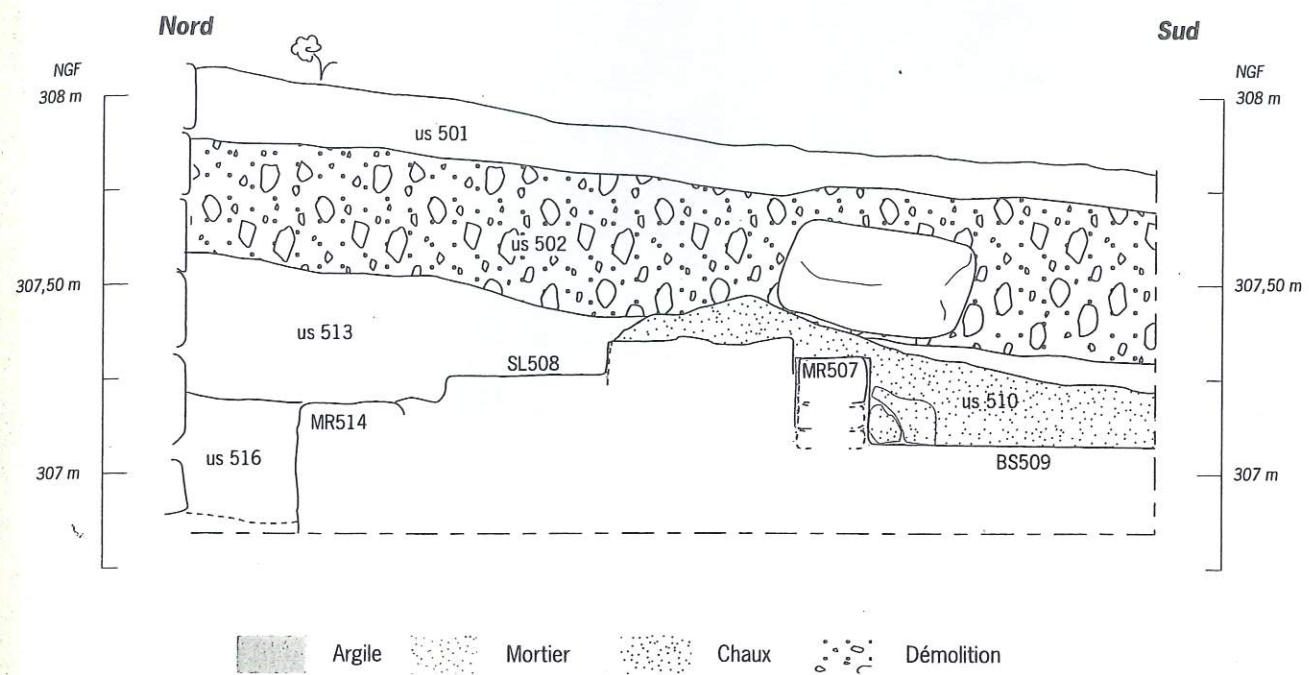 Nord
Sud
NGF
NGF
308 m
308 m
us 501
us 502
307,50 m
307,50 m
us 513
SL508
MR507
us 510
MR514
us 516
BS509
307 m
307 m
Argile
Mortier
Chaux
Démolition